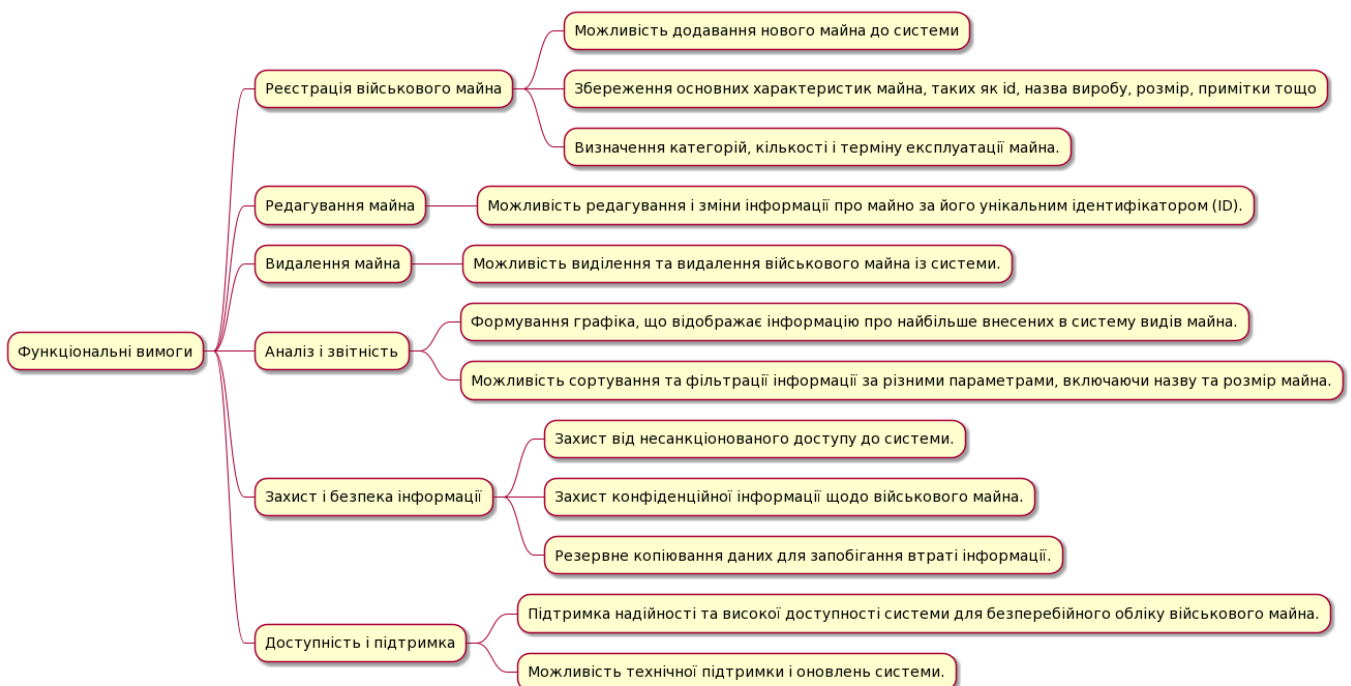 Функціональні вимоги
Реєстрація військового майна
Можливість додавання нового майна до системи
Збереження основних характеристик майна, таких як id, назва виробу, розмір, примітки тощо
Визначення категорій, кількості і терміну експлуатації майна.
Редагування майна
Можливість редагування і зміни інформації про майно за його унікальним ідентифікатором (ID).
Видалення майна
Можливість виділення та видалення військового майна із системи.
Аналіз і звітність
Формування графіка, що відображає інформацію про найбільше внесених в систему видів майна.
Можливість сортування та фільтрації інформації за різними параметрами, включаючи назву та розмір майна.
Захист і безпека інформації
Захист від несанкціонованого доступу до системи.
Захист конфіденційної інформації щодо військового майна.
Резервне копіювання даних для запобігання втраті інформації.
Доступність і підтримка
Підтримка надійності та високої доступності системи для безперебійного обліку військового майна.
Можливість технічної підтримки і оновлень системи.